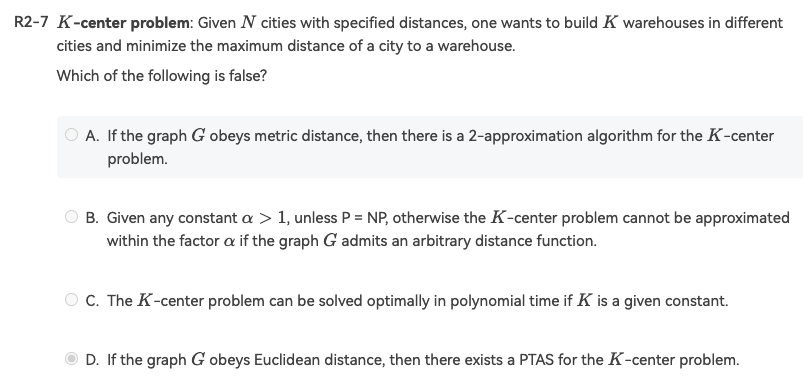 R2-7 K-center problem: Given N cities with specified distances, one wants to build K warehouses in different
cities and minimize the maximum distance of a city to a warehouse.
Which of the following is false?
A. If the graph G obeys metric distance, then there is a 2-approximation algorithm for the K-center
problem.
B. Given any constant α > 1, unless P = NP, otherwise the K-center problem cannot be approximated
within the factor α if the graph G admits an arbitrary distance function.
C. The K-center problem can be solved optimally in polynomial time if K is a given constant.
D. If the graph G obeys Euclidean distance, then there exists a PTAS for the K-center problem.